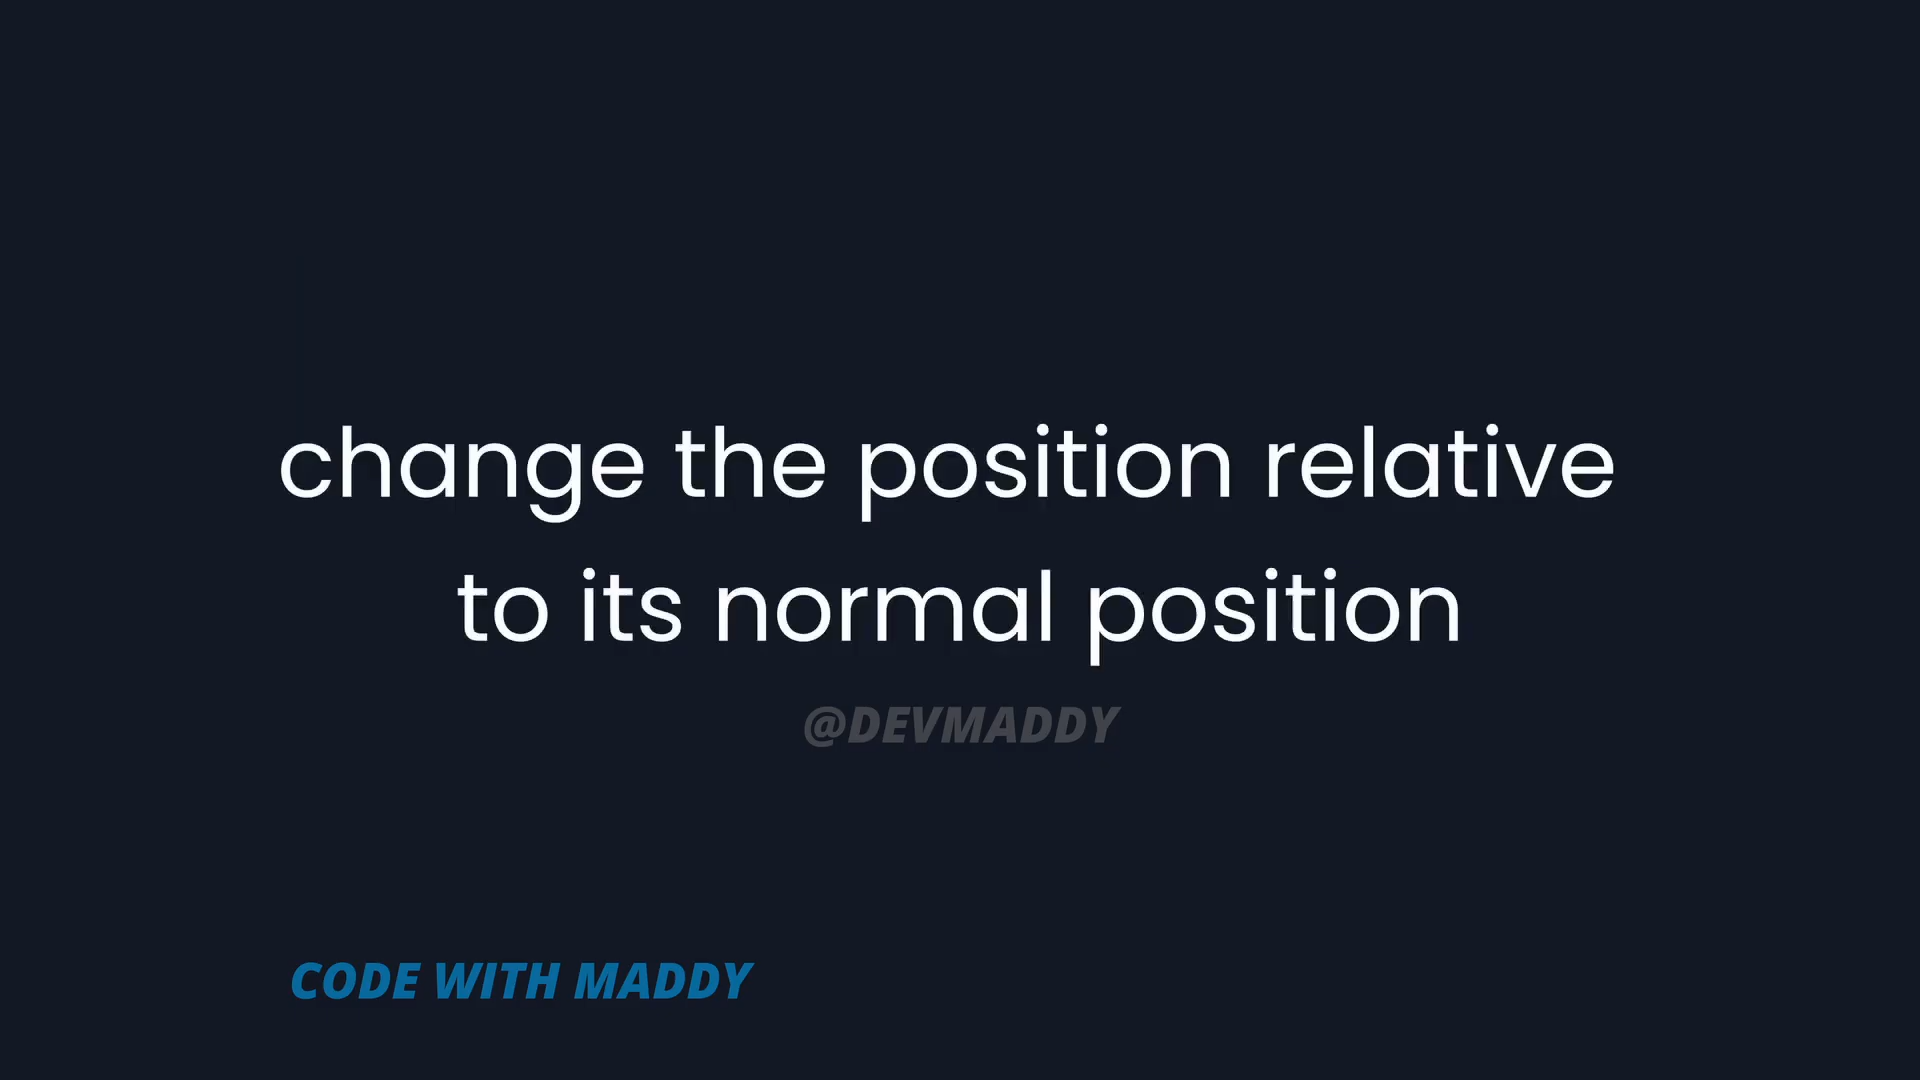 change the position relative
to its normal position
@DEVMADDY
CODE WITH MADDY